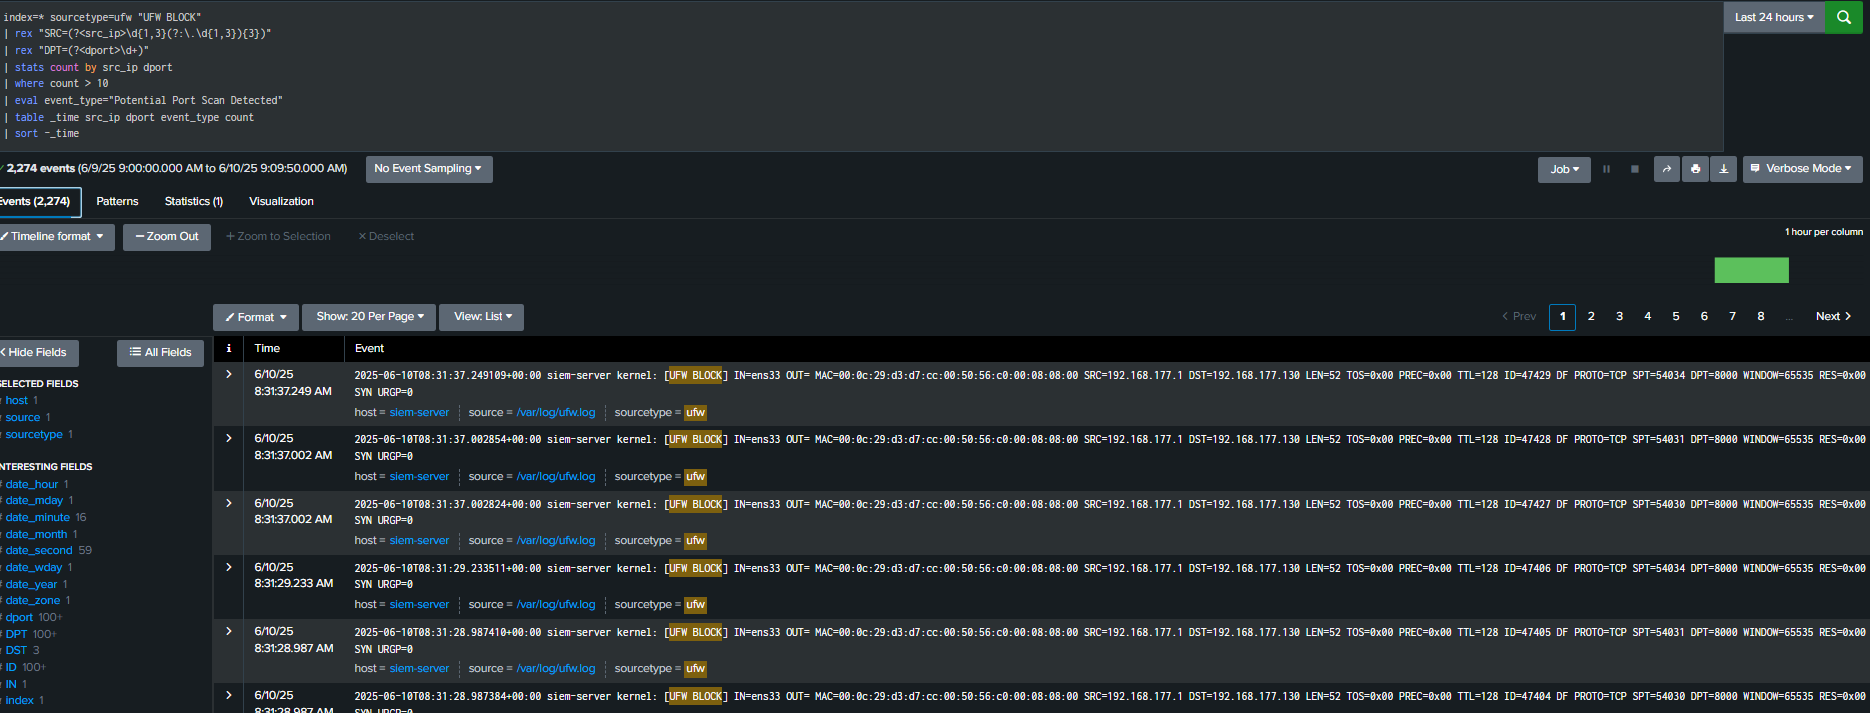 index=* sourcetype=ufw "UFW BLOCK"
| rex "SRC=(?<src_ip>\d{1,3}(?:\.\d{1,3}){3})"
| rex "DPT=(?<dport>\d+)"
| stats count by src_ip dport
| where count > 10
| eval event_type="Potential Port Scan Detected"
| table _time src_ip dport event_type count
| sort -_time
Last 24 hours
2,274 events (6/9/25 9:00:00.000 AM to 6/10/25 9:09:50.000 AM)
No Event Sampling
Job
Verbose Mode
Events (2,274)
Patterns
Statistics (1)
Visualization
Timeline format
− Zoom Out
+ Zoom to Selection
× Deselect
1 hour per column
Format
Show: 20 Per Page
View: List
< Prev 1 2 3 4 5 6 7 8 ... Next >
< Hide Fields
All Fields
i Time Event
SELECTED FIELDS
host 1
source 1
sourcetype 1
INTERESTING FIELDS
# date_hour 1
# date_mday 1
# date_minute 16
date_month 1
# date_second 59
date_wday 1
# date_year 1
# date_zone 1
# dport 100+
# DPT 100+
DST 3
# ID 100+
IN 1
index 1
6/10/25
8:31:37.249 AM
2025-06-10T08:31:37.249109+00:00 siem-server kernel: [UFW BLOCK] IN=ens33 OUT= MAC=00:0c:29:d3:d7:cc:00:50:56:c0:00:08:08:00 SRC=192.168.177.1 DST=192.168.177.130 LEN=52 TOS=0x00 PREC=0x00 TTL=128 ID=47429 DF PROTO=TCP SPT=54034 DPT=8000 WINDOW=65535 RES=0x00
SYN URGP=0
host = siem-server source = /var/log/ufw.log sourcetype = ufw
6/10/25
8:31:37.002 AM
2025-06-10T08:31:37.002854+00:00 siem-server kernel: [UFW BLOCK] IN=ens33 OUT= MAC=00:0c:29:d3:d7:cc:00:50:56:c0:00:08:08:00 SRC=192.168.177.1 DST=192.168.177.130 LEN=52 TOS=0x00 PREC=0x00 TTL=128 ID=47428 DF PROTO=TCP SPT=54031 DPT=8000 WINDOW=65535 RES=0x00
SYN URGP=0
host = siem-server source = /var/log/ufw.log sourcetype = ufw
6/10/25
8:31:37.002 AM
2025-06-10T08:31:37.002824+00:00 siem-server kernel: [UFW BLOCK] IN=ens33 OUT= MAC=00:0c:29:d3:d7:cc:00:50:56:c0:00:08:08:00 SRC=192.168.177.1 DST=192.168.177.130 LEN=52 TOS=0x00 PREC=0x00 TTL=128 ID=47427 DF PROTO=TCP SPT=54030 DPT=8000 WINDOW=65535 RES=0x00
SYN URGP=0
host = siem-server source = /var/log/ufw.log sourcetype = ufw
6/10/25
8:31:29.233 AM
2025-06-10T08:31:29.233511+00:00 siem-server kernel: [UFW BLOCK] IN=ens33 OUT= MAC=00:0c:29:d3:d7:cc:00:50:56:c0:00:08:08:00 SRC=192.168.177.1 DST=192.168.177.130 LEN=52 TOS=0x00 PREC=0x00 TTL=128 ID=47406 DF PROTO=TCP SPT=54034 DPT=8000 WINDOW=65535 RES=0x00
SYN URGP=0
host = siem-server source = /var/log/ufw.log sourcetype = ufw
6/10/25
8:31:28.987 AM
2025-06-10T08:31:28.987410+00:00 siem-server kernel: [UFW BLOCK] IN=ens33 OUT= MAC=00:0c:29:d3:d7:cc:00:50:56:c0:00:08:08:00 SRC=192.168.177.1 DST=192.168.177.130 LEN=52 TOS=0x00 PREC=0x00 TTL=128 ID=47405 DF PROTO=TCP SPT=54031 DPT=8000 WINDOW=65535 RES=0x00
SYN URGP=0
host = siem-server source = /var/log/ufw.log sourcetype = ufw
6/10/25
8:31:28.987 AM
2025-06-10T08:31:28.987384+00:00 siem-server kernel: [UFW BLOCK] IN=ens33 OUT= MAC=00:0c:29:d3:d7:cc:00:50:56:c0:00:08:08:00 SRC=192.168.177.1 DST=192.168.177.130 LEN=52 TOS=0x00 PREC=0x00 TTL=128 ID=47404 DF PROTO=TCP SPT=54030 DPT=8000 WINDOW=65535 RES=0x00
SYN URGP=0